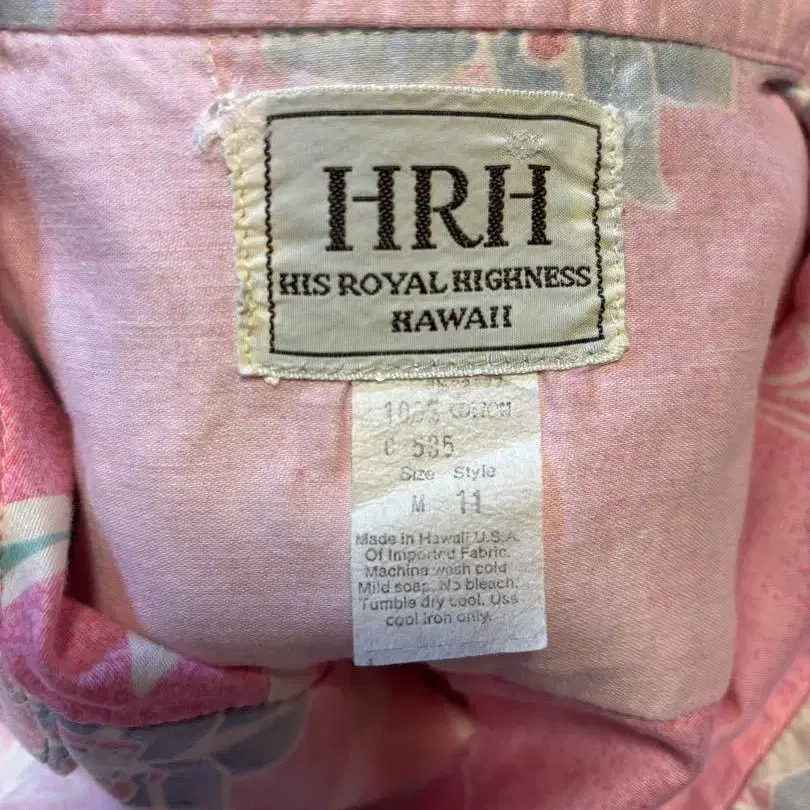 HRH
HIS ROYAL HIGHNESS
HAWAII
100% COTTON
C 535
Size Style
M 11
Made in Hawaii U.S.A.
Of Imported Fabric.
Machine wash cold
Mild soap. No bleach.
Tumble dry cool. Use
cool iron only.